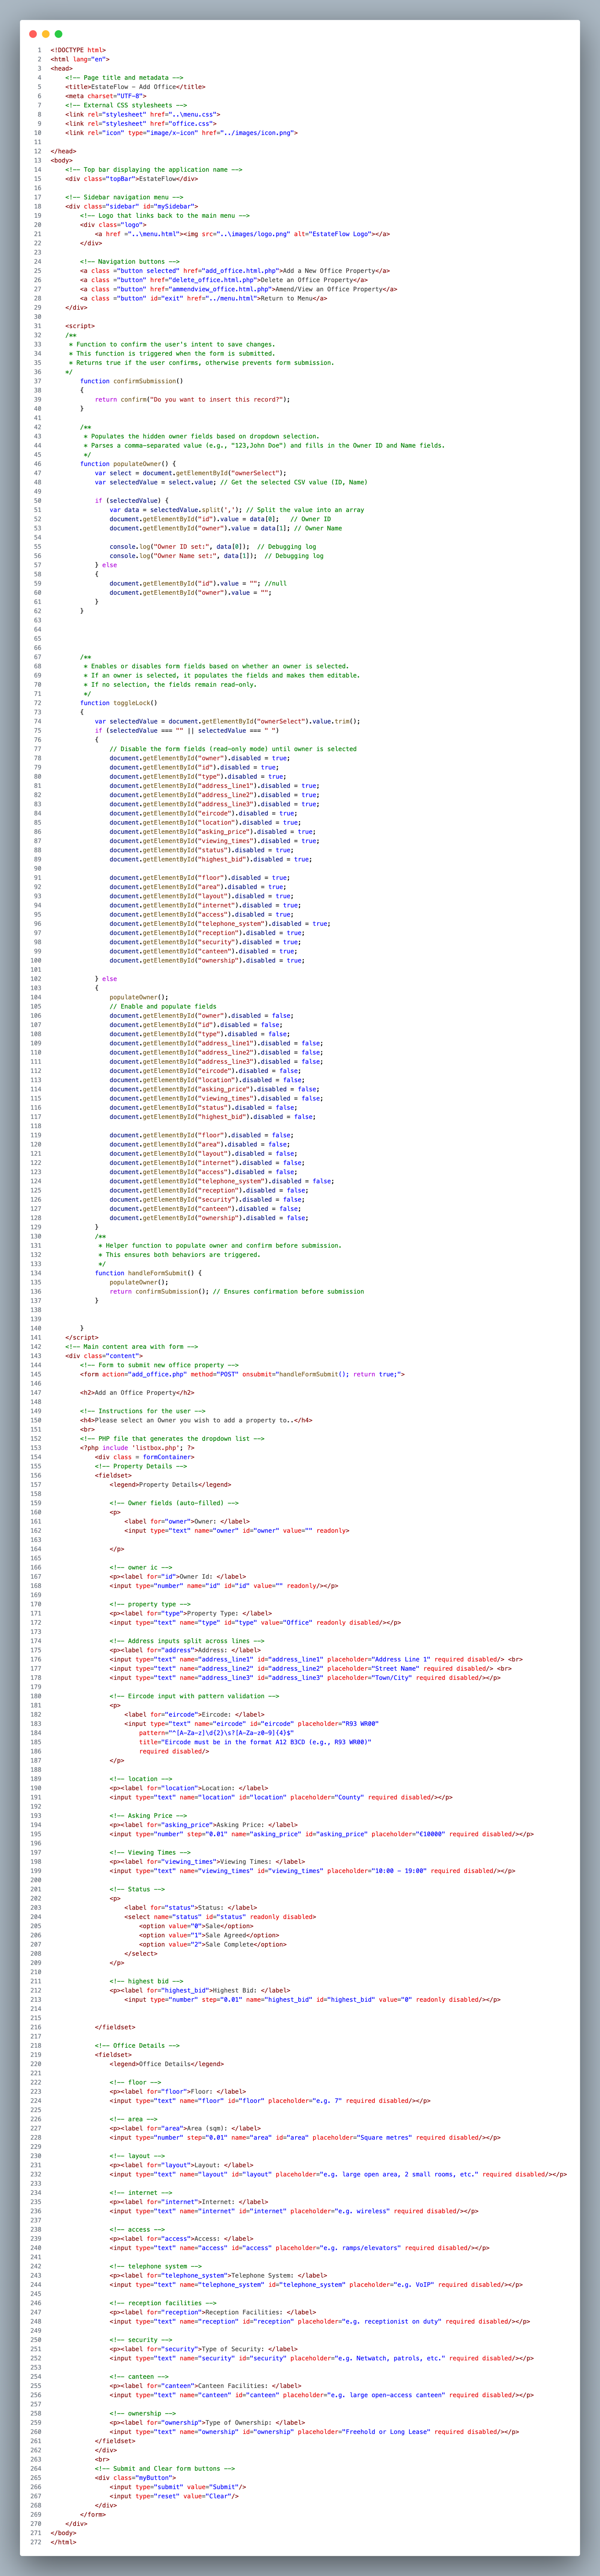 1 <!DOCTYPE html>
2 <html lang="en">
3 <head>
4 <!-- Page title and metadata -->
5 <title>EstateFlow - Add Office</title>
6 <meta charset="UTF-8">
7 <!-- External CSS stylesheets -->
8 <link rel="stylesheet" href="..\menu.css">
9 <link rel="stylesheet" href="office.css">
10 <link rel="icon" type="image/x-icon" href="../images/icon.png">
11
12 </head>
13 <body>
14 <!-- Top bar displaying the application name -->
15 <div class="topBar">EstateFlow</div>
16
17 <!-- Sidebar navigation menu -->
18 <div class="sidebar" id="mySidebar">
19 <!-- Logo that links back to the main menu -->
20 <div class="logo">
21 <a href ="..\menu.html"><img src="..\images/logo.png" alt="EstateFlow Logo"></a>
22 </div>
23
24 <!-- Navigation buttons -->
25 <a class ="button selected" href="add_office.html.php">Add a New Office Property</a>
26 <a class ="button" href="delete_office.html.php">Delete an Office Property</a>
27 <a class ="button" href="ammendview_office.html.php">Amend/View an Office Property</a>
28 <a class ="button" id="exit" href="../menu.html">Return to Menu</a>
29 </div>
30
31 <script>
32 /**
33 * Function to confirm the user's intent to save changes.
34 * This function is triggered when the form is submitted.
35 * Returns true if the user confirms, otherwise prevents form submission.
36 */
37 function confirmSubmission()
38 {
39 return confirm("Do you want to insert this record?");
40 }
41
42 /**
43 * Populates the hidden owner fields based on dropdown selection.
44 * Parses a comma-separated value (e.g., "123,John Doe") and fills in the Owner ID and Name fields.
45 */
46 function populateOwner() {
47 var select = document.getElementById("ownerSelect");
48 var selectedValue = select.value; // Get the selected CSV value (ID, Name)
49
50 if (selectedValue) {
51 var data = selectedValue.split(','); // Split the value into an array
52 document.getElementById("id").value = data[0]; // Owner ID
53 document.getElementById("owner").value = data[1]; // Owner Name
54
55 console.log("Owner ID set:", data[0]); // Debugging log
56 console.log("Owner Name set:", data[1]); // Debugging log
57 } else
58 {
59 document.getElementById("id").value = ""; //null
60 document.getElementById("owner").value = "";
61 }
62 }
63
64
65
66
67 /**
68 * Enables or disables form fields based on whether an owner is selected.
69 * If an owner is selected, it populates the fields and makes them editable.
70 * If no selection, the fields remain read-only.
71 */
72 function toggleLock()
73 {
74 var selectedValue = document.getElementById("ownerSelect").value.trim();
75 if (selectedValue === "" || selectedValue === " ")
76 {
77 // Disable the form fields (read-only mode) until owner is selected
78 document.getElementById("owner").disabled = true;
79 document.getElementById("id").disabled = true;
80 document.getElementById("type").disabled = true;
81 document.getElementById("address_line1").disabled = true;
82 document.getElementById("address_line2").disabled = true;
83 document.getElementById("address_line3").disabled = true;
84 document.getElementById("eircode").disabled = true;
85 document.getElementById("location").disabled = true;
86 document.getElementById("asking_price").disabled = true;
87 document.getElementById("viewing_times").disabled = true;
88 document.getElementById("status").disabled = true;
89 document.getElementById("highest_bid").disabled = true;
90
91 document.getElementById("floor").disabled = true;
92 document.getElementById("area").disabled = true;
93 document.getElementById("layout").disabled = true;
94 document.getElementById("internet").disabled = true;
95 document.getElementById("access").disabled = true;
96 document.getElementById("telephone_system").disabled = true;
97 document.getElementById("reception").disabled = true;
98 document.getElementById("security").disabled = true;
99 document.getElementById("canteen").disabled = true;
100 document.getElementById("ownership").disabled = true;
101
102 } else
103 {
104 populateOwner();
105 // Enable and populate fields
106 document.getElementById("owner").disabled = false;
107 document.getElementById("id").disabled = false;
108 document.getElementById("type").disabled = false;
109 document.getElementById("address_line1").disabled = false;
110 document.getElementById("address_line2").disabled = false;
111 document.getElementById("address_line3").disabled = false;
112 document.getElementById("eircode").disabled = false;
113 document.getElementById("location").disabled = false;
114 document.getElementById("asking_price").disabled = false;
115 document.getElementById("viewing_times").disabled = false;
116 document.getElementById("status").disabled = false;
117 document.getElementById("highest_bid").disabled = false;
118
119 document.getElementById("floor").disabled = false;
120 document.getElementById("area").disabled = false;
121 document.getElementById("layout").disabled = false;
122 document.getElementById("internet").disabled = false;
123 document.getElementById("access").disabled = false;
124 document.getElementById("telephone_system").disabled = false;
125 document.getElementById("reception").disabled = false;
126 document.getElementById("security").disabled = false;
127 document.getElementById("canteen").disabled = false;
128 document.getElementById("ownership").disabled = false;
129 }
130 /**
131 * Helper function to populate owner and confirm before submission.
132 * This ensures both behaviors are triggered.
133 */
134 function handleFormSubmit() {
135 populateOwner();
136 return confirmSubmission(); // Ensures confirmation before submission
137 }
138
139
140 }
141 </script>
142 <!-- Main content area with form -->
143 <div class="content">
144 <!-- Form to submit new office property -->
145 <form action="add_office.php" method="POST" onsubmit="handleFormSubmit(); return true;">
146
147 <h2>Add an Office Property</h2>
148
149 <!-- Instructions for the user -->
150 <h4>Please select an Owner you wish to add a property to..</h4>
151 <br>
152 <!-- PHP file that generates the dropdown list -->
153 <?php include 'listbox.php'; ?>
154 <div class = formContainer>
155 <!-- Property Details -->
156 <fieldset>
157 <legend>Property Details</legend>
158
159 <!-- Owner fields (auto-filled) -->
160 <p>
161 <label for="owner">Owner: </label>
162 <input type="text" name="owner" id="owner" value="" readonly>
163
164 </p>
165
166 <!-- owner ic -->
167 <p><label for="id">Owner Id: </label>
168 <input type="number" name="id" id="id" value="" readonly/></p>
169
170 <!-- property type -->
171 <p><label for="type">Property Type: </label>
172 <input type="text" name="type" id="type" value="Office" readonly disabled/></p>
173
174 <!-- Address inputs split across lines -->
175 <p><label for="address">Address: </label>
176 <input type="text" name="address_line1" id="address_line1" placeholder="Address Line 1" required disabled/> <br>
177 <input type="text" name="address_line2" id="address_line2" placeholder="Street Name" required disabled/> <br>
178 <input type="text" name="address_line3" id="address_line3" placeholder="Town/City" required disabled/></p>
179
180 <!-- Eircode input with pattern validation -->
181 <p>
182 <label for="eircode">Eircode: </label>
183 <input type="text" name="eircode" id="eircode" placeholder="R93 WR00"
184 pattern="^[A-Za-z]\d{2}\s?[A-Za-z0-9]{4}$"
185 title="Eircode must be in the format A12 B3CD (e.g., R93 WR00)"
186 required disabled/>
187 </p>
188
189 <!-- location -->
190 <p><label for="location">Location: </label>
191 <input type="text" name="location" id="location" placeholder="County" required disabled/></p>
192
193 <!-- Asking Price -->
194 <p><label for="asking_price">Asking Price: </label>
195 <input type="number" step="0.01" name="asking_price" id="asking_price" placeholder="€10000" required disabled/></p>
196
197 <!-- Viewing Times -->
198 <p><label for="viewing_times">Viewing Times: </label>
199 <input type="text" name="viewing_times" id="viewing_times" placeholder="10:00 - 19:00" required disabled/></p>
200
201 <!-- Status -->
202 <p>
203 <label for="status">Status: </label>
204 <select name="status" id="status" readonly disabled>
205 <option value="0">Sale</option>
206 <option value="1">Sale Agreed</option>
207 <option value="2">Sale Complete</option>
208 </select>
209 </p>
210
211 <!-- highest bid -->
212 <p><label for="highest_bid">Highest Bid: </label>
213 <input type="number" step="0.01" name="highest_bid" id="highest_bid" value="0" readonly disabled/></p>
214
215
216 </fieldset>
217
218 <!-- Office Details -->
219 <fieldset>
220 <legend>Office Details</legend>
221
222 <!-- floor -->
223 <p><label for="floor">Floor: </label>
224 <input type="text" name="floor" id="floor" placeholder="e.g. 7" required disabled/></p>
225
226 <!-- area -->
227 <p><label for="area">Area (sqm): </label>
228 <input type="number" step="0.01" name="area" id="area" placeholder="Square metres" required disabled/></p>
229
230 <!-- layout -->
231 <p><label for="layout">Layout: </label>
232 <input type="text" name="layout" id="layout" placeholder="e.g. large open area, 2 small rooms, etc." required disabled/></p>
233
234 <!-- internet -->
235 <p><label for="internet">Internet: </label>
236 <input type="text" name="internet" id="internet" placeholder="e.g. wireless" required disabled/></p>
237
238 <!-- access -->
239 <p><label for="access">Access: </label>
240 <input type="text" name="access" id="access" placeholder="e.g. ramps/elevators" required disabled/></p>
241
242 <!-- telephone system -->
243 <p><label for="telephone_system">Telephone System: </label>
244 <input type="text" name="telephone_system" id="telephone_system" placeholder="e.g. VoIP" required disabled/></p>
245
246 <!-- reception facilities -->
247 <p><label for="reception">Reception Facilities: </label>
248 <input type="text" name="reception" id="reception" placeholder="e.g. receptionist on duty" required disabled/></p>
249
250 <!-- security -->
251 <p><label for="security">Type of Security: </label>
252 <input type="text" name="security" id="security" placeholder="e.g. Netwatch, patrols, etc." required disabled/></p>
253
254 <!-- canteen -->
255 <p><label for="canteen">Canteen Facilities: </label>
256 <input type="text" name="canteen" id="canteen" placeholder="e.g. large open-access canteen" required disabled/></p>
257
258 <!-- ownership -->
259 <p><label for="ownership">Type of Ownership: </label>
260 <input type="text" name="ownership" id="ownership" placeholder="Freehold or Long Lease" required disabled/></p>
261 </fieldset>
262 </div>
263 <br>
264 <!-- Submit and Clear form buttons -->
265 <div class="myButton">
266 <input type="submit" value="Submit"/>
267 <input type="reset" value="Clear"/>
268 </div>
269 </form>
270 </div>
271 </body>
272 </html>